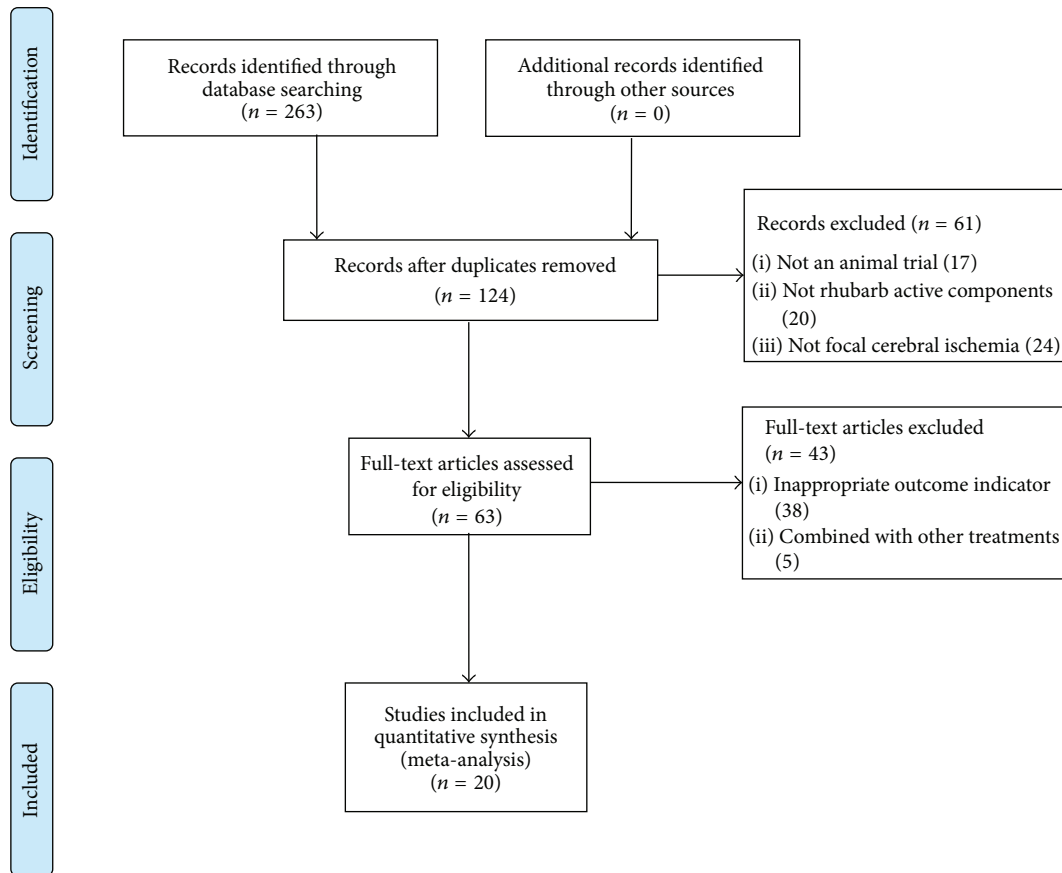 Identification
Records identified through
database searching
(n = 263)
Additional records identified
through other sources
(n = 0)
Screening
Records after duplicates removed
(n = 124)
Records excluded (n = 61)
(i) Not an animal trial (17)
(ii) Not rhubarb active components
(20)
(iii) Not focal cerebral ischemia (24)
Eligibility
Full-text articles assessed
for eligibility
(n = 63)
Full-text articles excluded
(n = 43)
(i) Inappropriate outcome indicator
(38)
(ii) Combined with other treatments
(5)
Included
Studies included in
quantitative synthesis
(meta-analysis)
(n = 20)